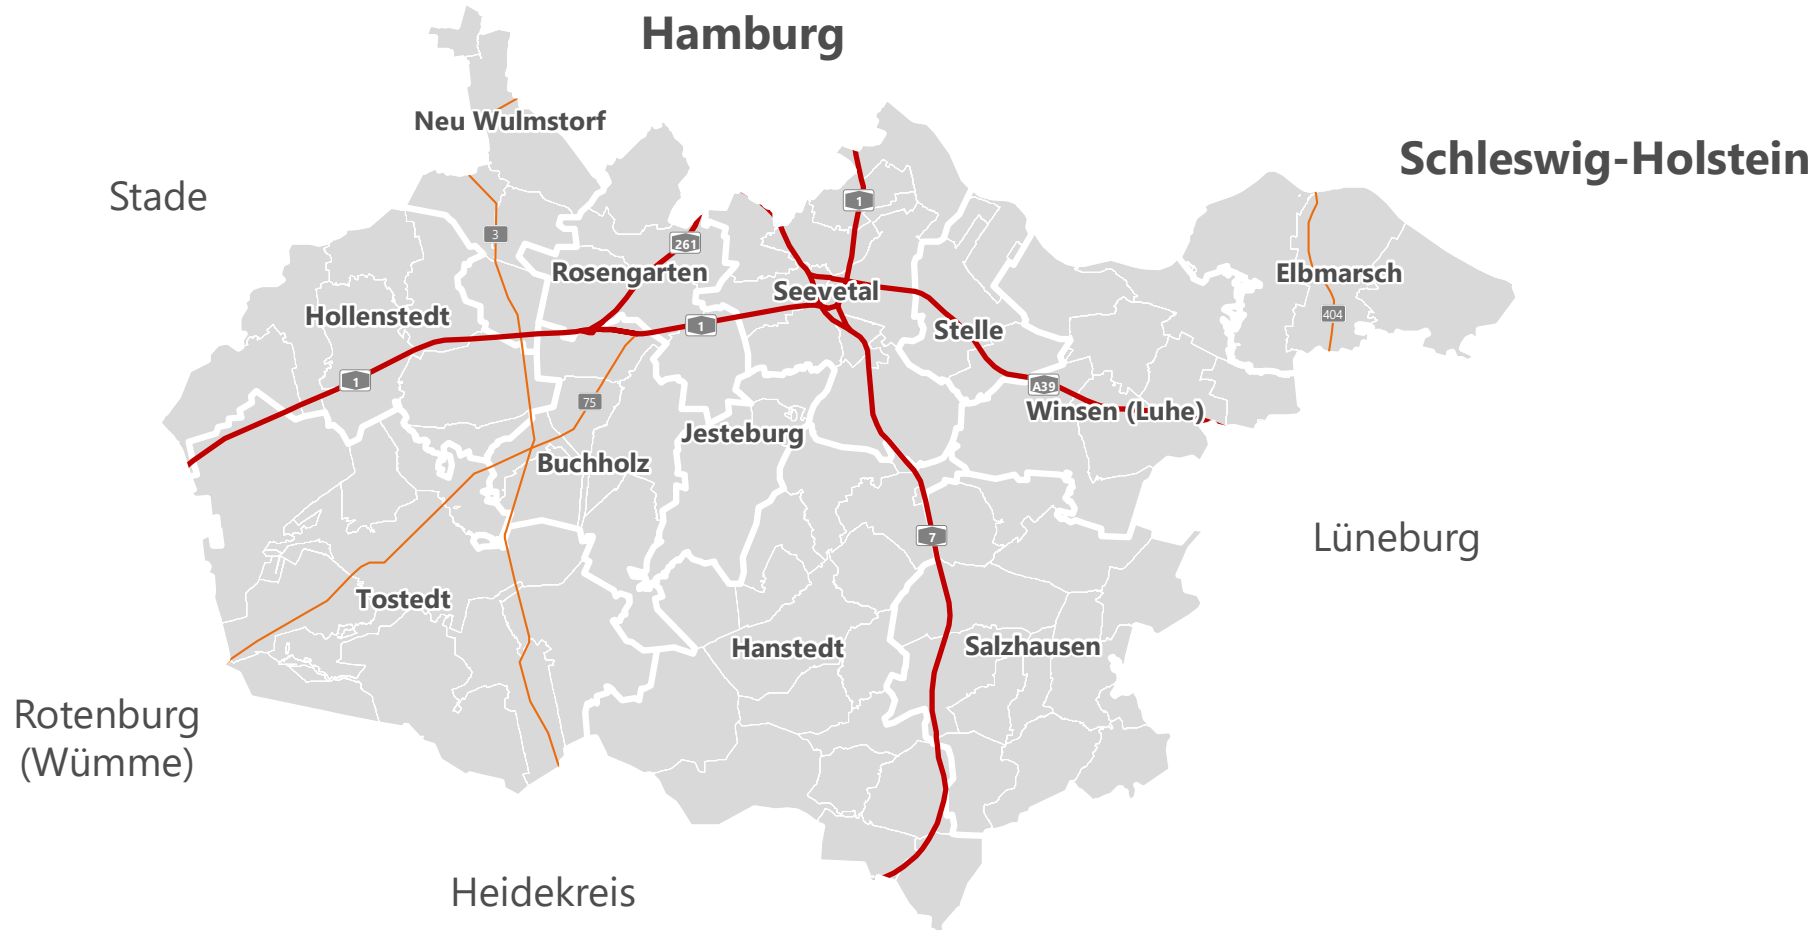 Hamburg
Neu Wulmstorf
Schleswig-Holstein
Stade
1
3
261
Rosengarten
Elbmarsch
Seevetal
Hollenstedt
404
1
Stelle
1
A39
75
Winsen (Luhe)
Jesteburg
Buchholz
7
Lüneburg
Tostedt
Hanstedt
Salzhausen
Rotenburg
(Wümme)
Heidekreis